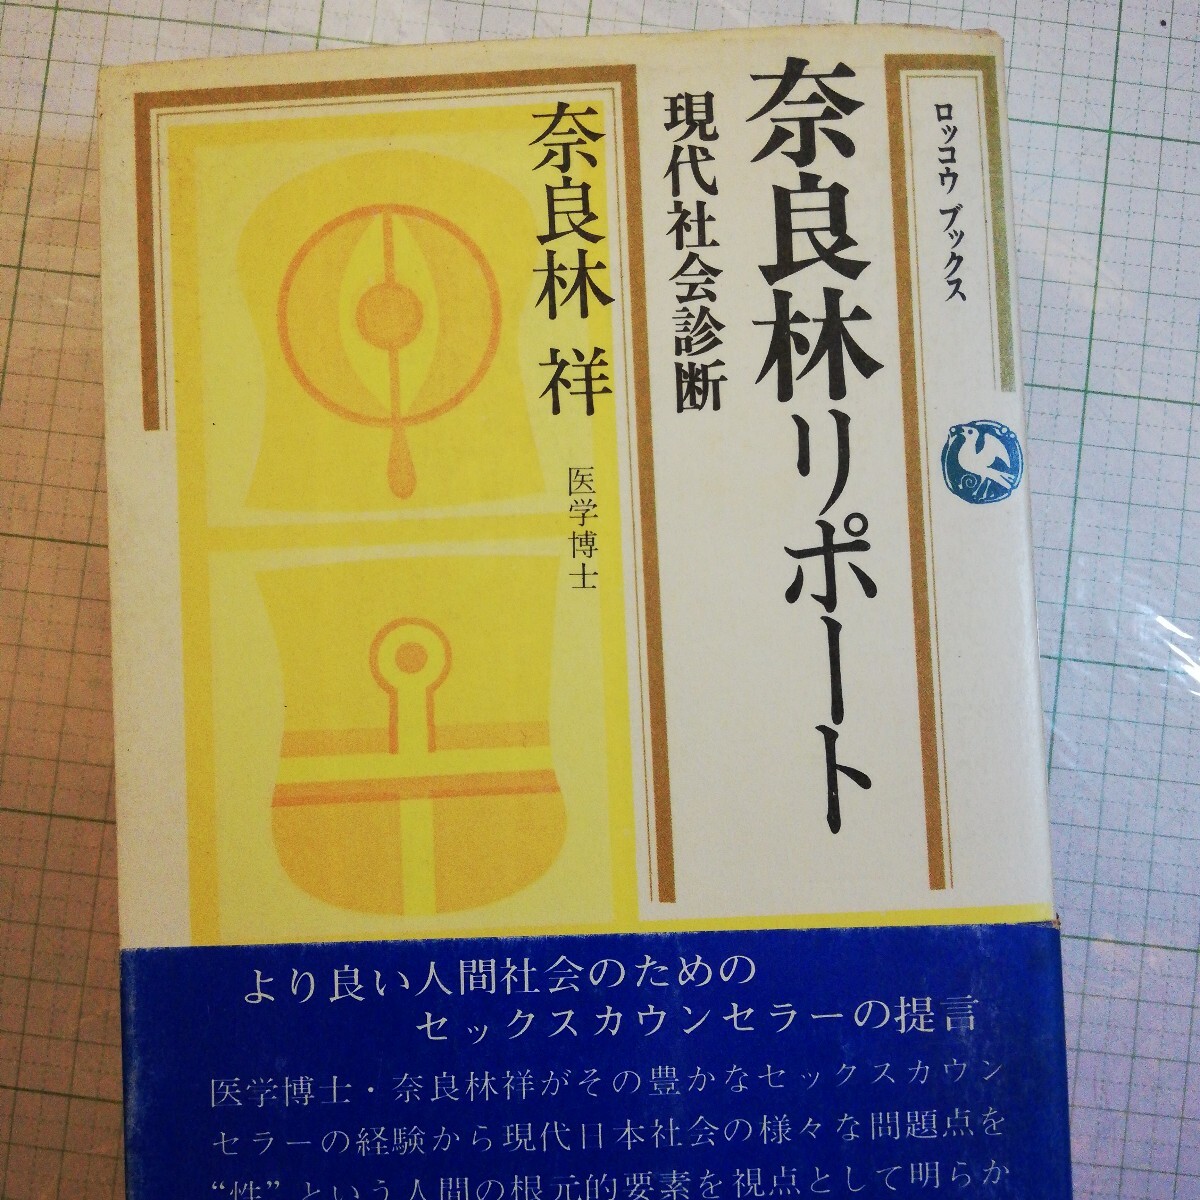 ロッコウ ブックス
奈良林リポート
現代社会診断
奈良林 祥
医学博士
より良い人間社会のための
セックスカウンセラーの提言
医学博士・奈良林祥がその豊かなセックスカウン
セラーの経験から現代日本社会の様々な問題点を
“性”という人間の根元的要素を視点として明らか